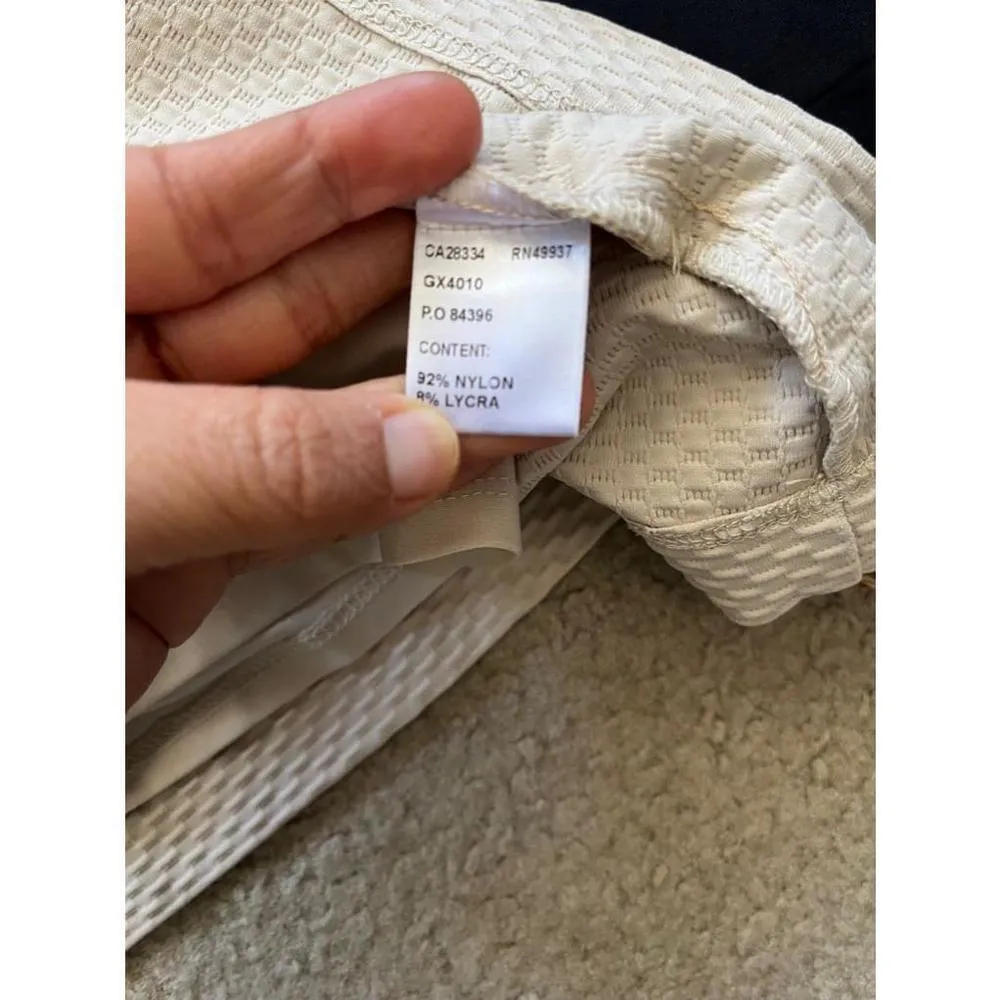 CA28334 RN49937
GX4010
P.O 84396
CONTENT:
92% NYLON
8% LYCRA